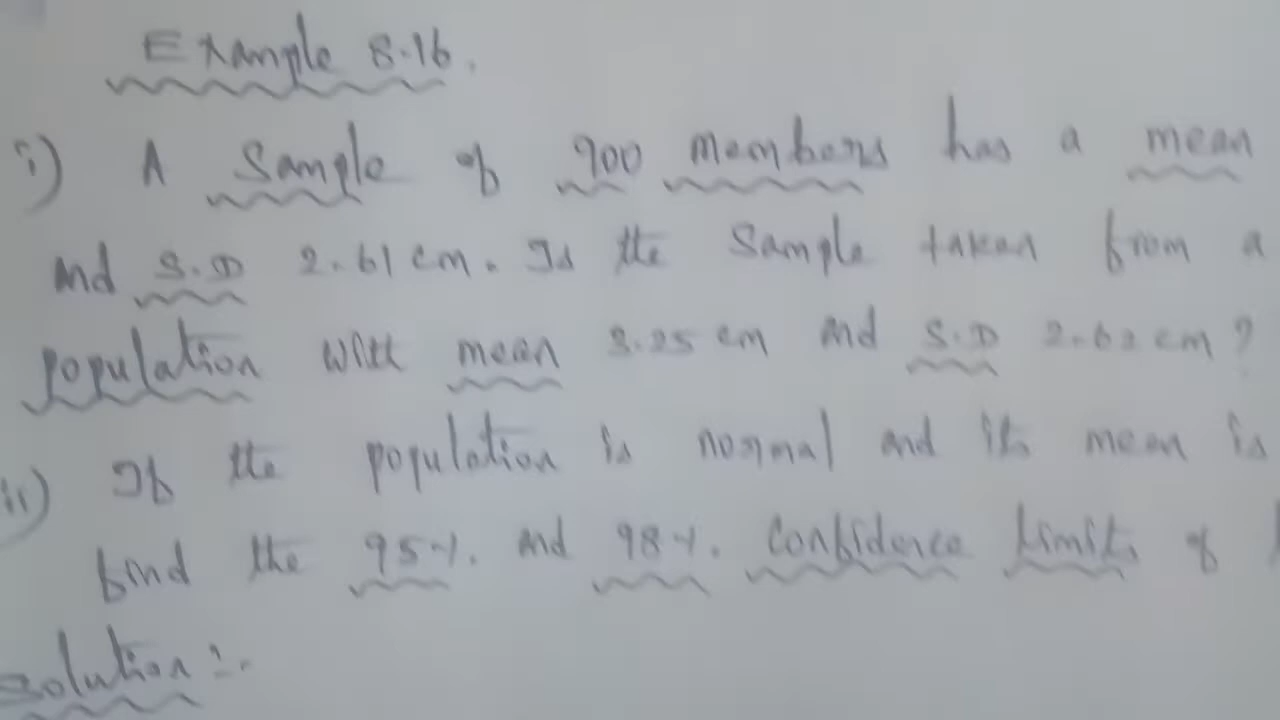 Example 8.16.
i) A sample of 900 members has a mean
and S.D 2.61 cm. Is the sample taken from a
population with mean 3.25 cm and S.D 2.62 cm?
ii) If the population is normal and its mean is
find the 95%. and 98%. confidence limits of
Solution:-